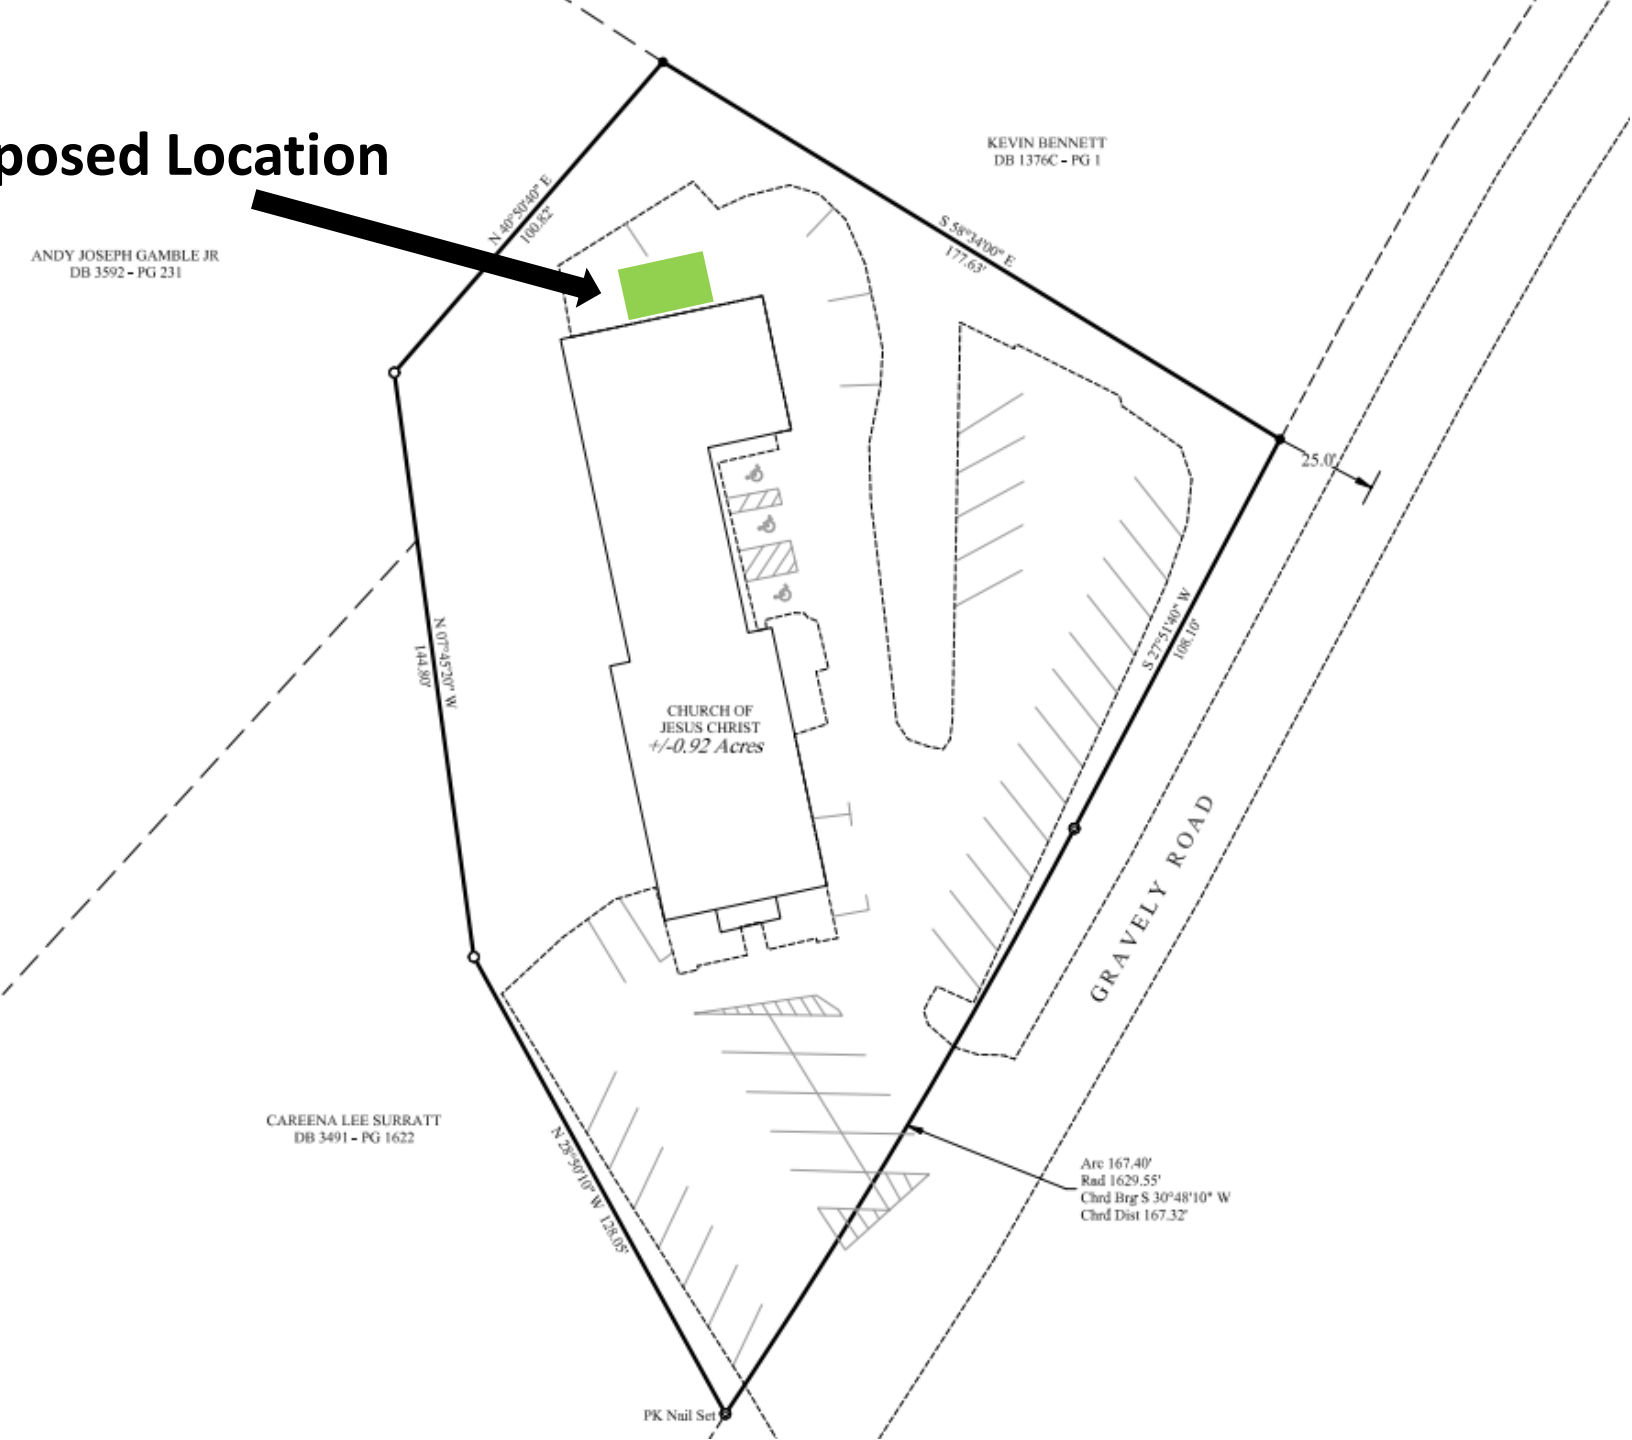 KEVIN BENNETT
DB 1376C - PG 1
posed Location
N 40°50'40" E
100.82'
S 58°34'00" E
177.63'
ANDY JOSEPH GAMBLE JR
DB 3592 - PG 231
25.0'
S 27°51'40" W
108.10'
N 07°45'20" W
144.80'
CHURCH OF
JESUS CHRIST
+/-0.92 Acres
GRAVELY ROAD
CAREENA LEE SURRATT
DB 3491 - PG 1622
N 28°50'10" W 128.05'
Arc 167.40'
Rad 1629.55'
Chrd Brg S 30°48'10" W
Chrd Dist 167.32'
PK Nail Set